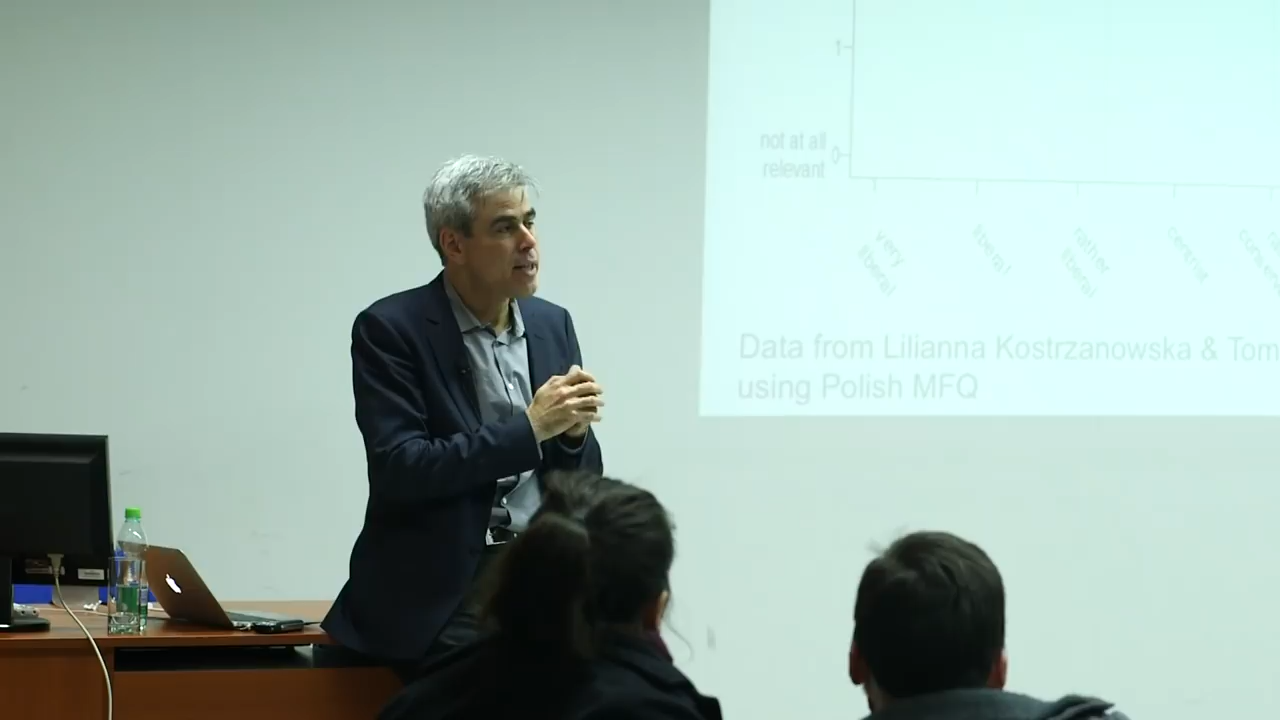 1
not at all
relevant
0
very
liberal
liberal
rather
liberal
centrist
Data from Lilianna Kostrzanowska & Tom
using Polish MFQ